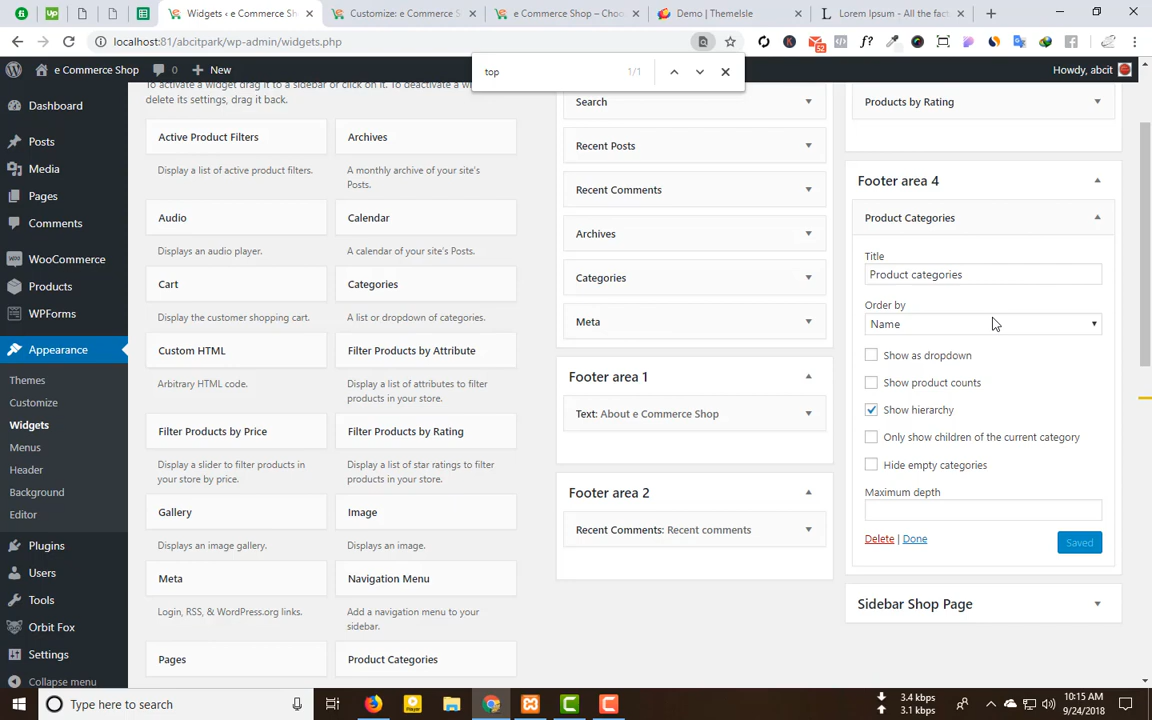 Widgets ‹ e Commerce Sh
Customize: e Commerce S
e Commerce Shop – Choo
Demo | ThemeIsle
Lorem Ipsum - All the fact
localhost:81/abcitpark/wp-admin/widgets.php
top
1/1
52
e Commerce Shop
0
New
Howdy, abcit
Dashboard
Posts
Media
Pages
Comments
WooCommerce
Products
WPForms
Appearance
Themes
Customize
Widgets
Menus
Header
Background
Editor
Plugins
Users
Tools
Orbit Fox
Settings
Collapse menu
To activate a widget drag it to a sidebar or click on it. To deactivate a w
delete its settings, drag it back.
Active Product Filters
Display a list of active product filters.
Archives
A monthly archive of your site's
Posts.
Audio
Displays an audio player.
Calendar
A calendar of your site's Posts.
Cart
Display the customer shopping cart.
Categories
A list or dropdown of categories.
Custom HTML
Arbitrary HTML code.
Filter Products by Attribute
Display a list of attributes to filter
products in your store.
Filter Products by Price
Display a slider to filter products in
your store by price.
Filter Products by Rating
Display a list of star ratings to filter
products in your store.
Gallery
Displays an image gallery.
Image
Displays an image.
Meta
Login, RSS, & WordPress.org links.
Navigation Menu
Add a navigation menu to your
sidebar.
Pages
Product Categories
Search
Recent Posts
Recent Comments
Archives
Categories
Meta
Footer area 1
Text: About e Commerce Shop
Footer area 2
Recent Comments: Recent comments
Products by Rating
Footer area 4
Product Categories
Title
Product categories
Order by
Name
Show as dropdown
Show product counts
Show hierarchy
Only show children of the current category
Hide empty categories
Maximum depth
Delete | Done
Saved
Sidebar Shop Page
Type here to search
3.4 kbps
3.1 kbps
10:15 AM
9/24/2018